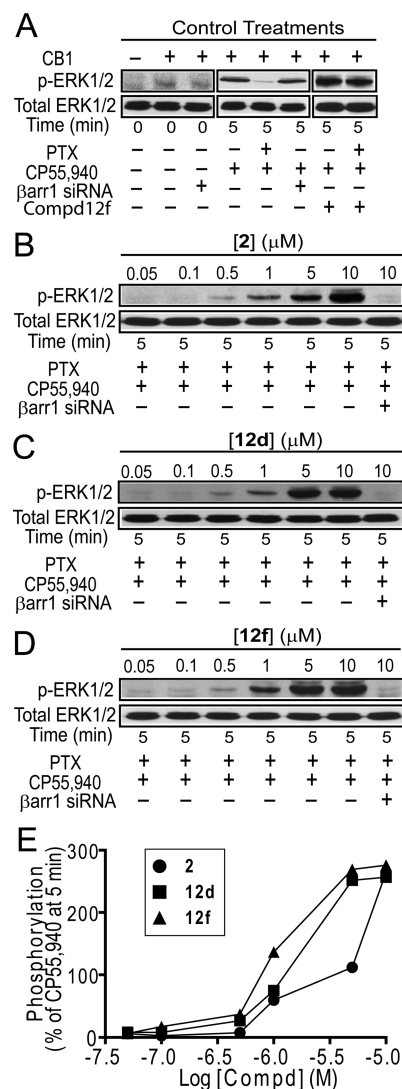 A
Control Treatments
CB1 – + + + + + + +
p-ERK1/2
Total ERK1/2
Time (min) 0 0 0 5 5 5 5 5
PTX – – – – + – – +
CP55,940 – – – + + + + +
βarr1 siRNA – – + – – + – –
Compd12f – – – – – – + +
B
[2] (μM)
0.05 0.1 0.5 1 5 10 10
p-ERK1/2
Total ERK1/2
Time (min) 5 5 5 5 5 5 5
PTX + + + + + + +
CP55,940 + + + + + + +
βarr1 siRNA – – – – – – +
C
[12d] (μM)
0.05 0.1 0.5 1 5 10 10
p-ERK1/2
Total ERK1/2
Time (min) 5 5 5 5 5 5 5
PTX + + + + + + +
CP55,940 + + + + + + +
βarr1 siRNA – – – – – – +
D
[12f] (μM)
0.05 0.1 0.5 1 5 10 10
p-ERK1/2
Total ERK1/2
Time (min) 5 5 5 5 5 5 5
PTX + + + + + + +
CP55,940 + + + + + + +
βarr1 siRNA – – – – – – +
E
Phosphorylation
(% of CP55,940 at 5 min)
300
200
100
0
2
12d
12f
-7.5 -7.0 -6.5 -6.0 -5.5 -5.0
Log [Compd] (M)